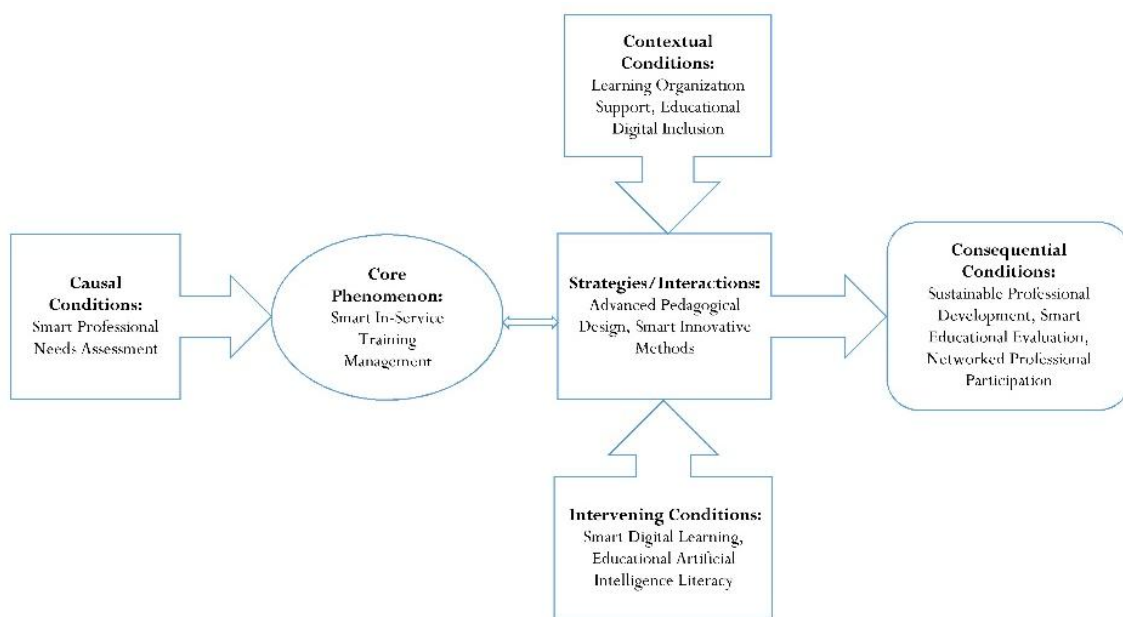 Contextual
Conditions:
Learning Organization
Support, Educational
Digital Inclusion
Causal
Conditions:
Smart Professional
Needs Assessment
Core
Phenomenon:
Smart In-Service
Training
Management
Strategies/Interactions:
Advanced Pedagogical
Design, Smart Innovative
Methods
Consequential
Conditions:
Sustainable Professional
Development, Smart
Educational Evaluation,
Networked Professional
Participation
Intervening Conditions:
Smart Digital Learning,
Educational Artificial
Intelligence Literacy